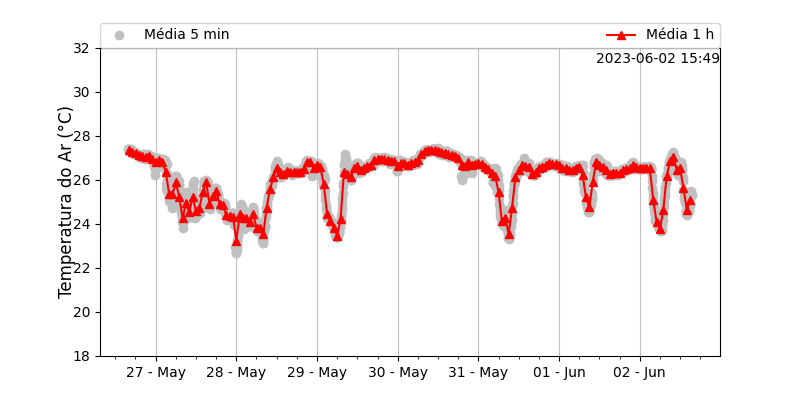 Média 5 min
Média 1 h
2023-06-02 15:49
Temperatura do Ar (°C)
32
30
28
26
24
22
20
18
27 - May
28 - May
29 - May
30 - May
31 - May
01 - Jun
02 - Jun